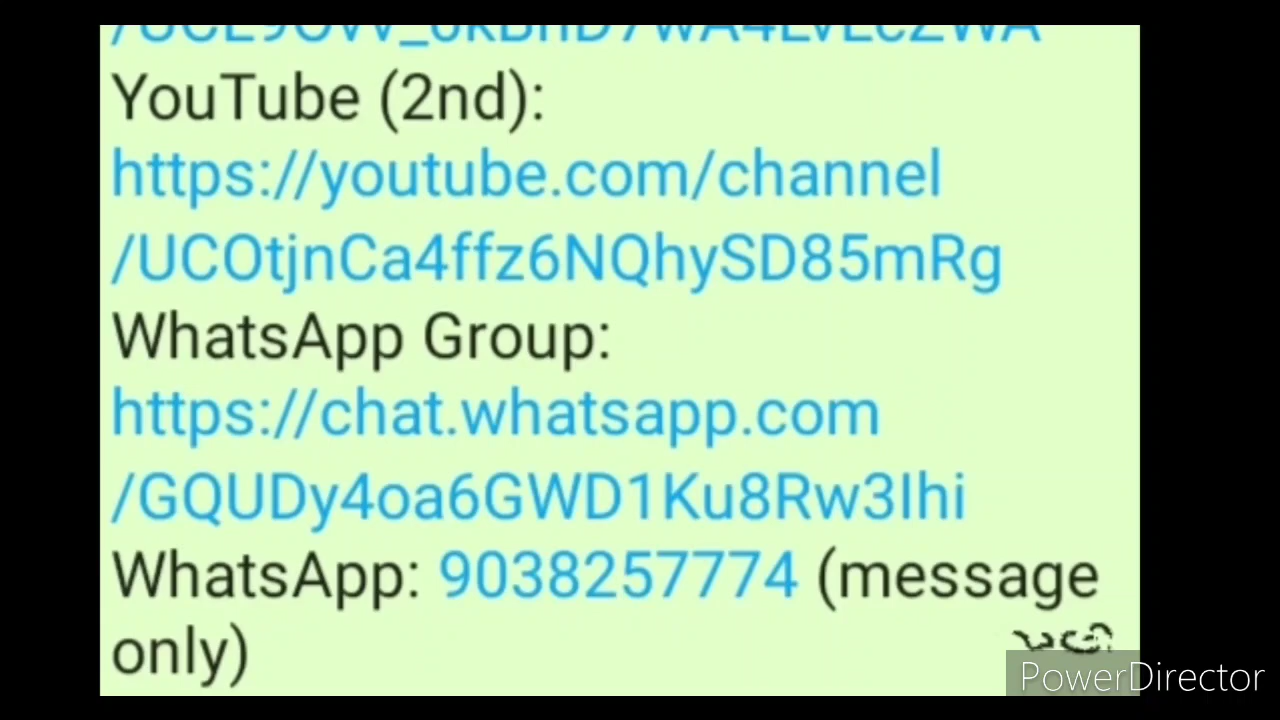 YouTube (2nd):
https://youtube.com/channel
/UCOtjnCa4ffz6NQhySD85mRg
WhatsApp Group:
https://chat.whatsapp.com
/GQUDy4oa6GWD1Ku8Rw3Ihi
WhatsApp: 9038257774 (message
only)
PowerDirector